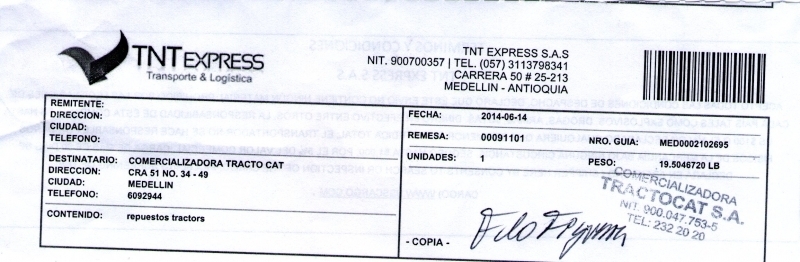 TNT EXPRESS
Transporte & Logística
TNT EXPRESS S.A.S
NIT. 900700357 | TEL. (057) 3113798341
CARRERA 50 # 25-213
MEDELLIN - ANTIOQUIA
REMITENTE:
DIRECCION:
CIUDAD:
TELEFONO:
DESTINATARIO: COMERCIALIZADORA TRACTO CAT
DIRECCION: CRA 51 NO. 34 - 49
CIUDAD: MEDELLIN
TELEFONO: 6092944
CONTENIDO: repuestos tractors
FECHA: 2014-06-14
REMESA: 00091101 NRO. GUIA: MED0002102695
UNIDADES: 1 PESO: 19.5046720 LB
- COPIA -
COMERCIALIZADORA
TRACTOCAT S.A.
NIT. 900.047.753-5
TEL: 232 20 20